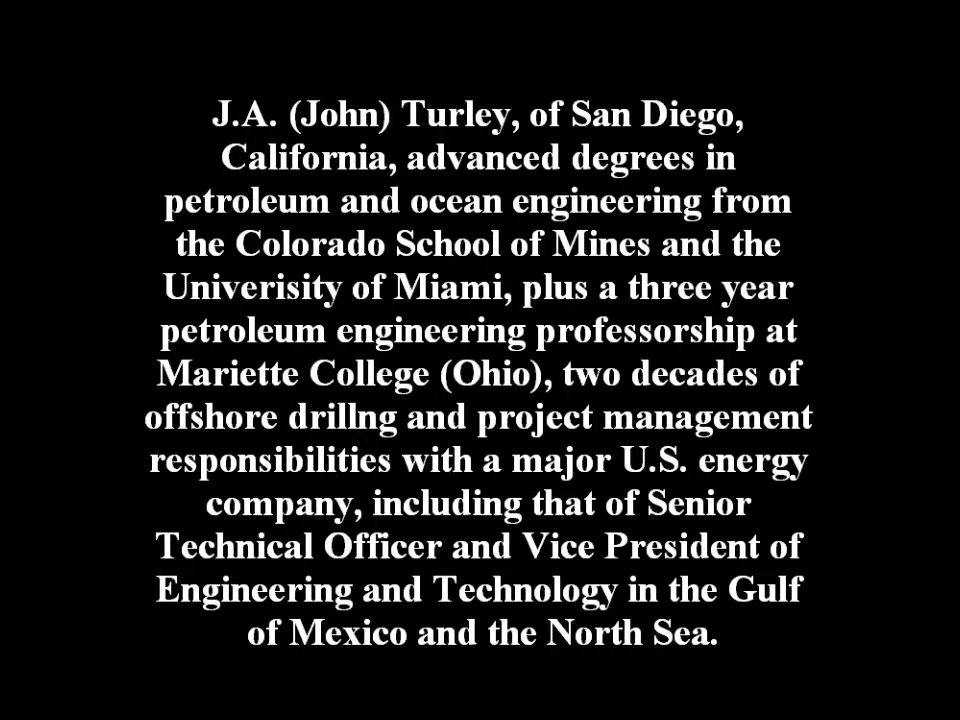 J.A. (John) Turley, of San Diego,
California, advanced degrees in
petroleum and ocean engineering from
the Colorado School of Mines and the
Univerisity of Miami, plus a three year
petroleum engineering professorship at
Mariette College (Ohio), two decades of
offshore drillng and project management
responsibilities with a major U.S. energy
company, including that of Senior
Technical Officer and Vice President of
Engineering and Technology in the Gulf
of Mexico and the North Sea.